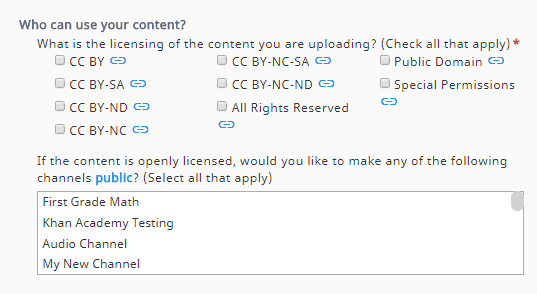 Who can use your content?
What is the licensing of the content you are uploading? (Check all that apply) *
CC BY
CC BY-SA
CC BY-ND
CC BY-NC
CC BY-NC-SA
CC BY-NC-ND
All Rights Reserved
Public Domain
Special Permissions
If the content is openly licensed, would you like to make any of the following
channels public? (Select all that apply)
First Grade Math
Khan Academy Testing
Audio Channel
My New Channel